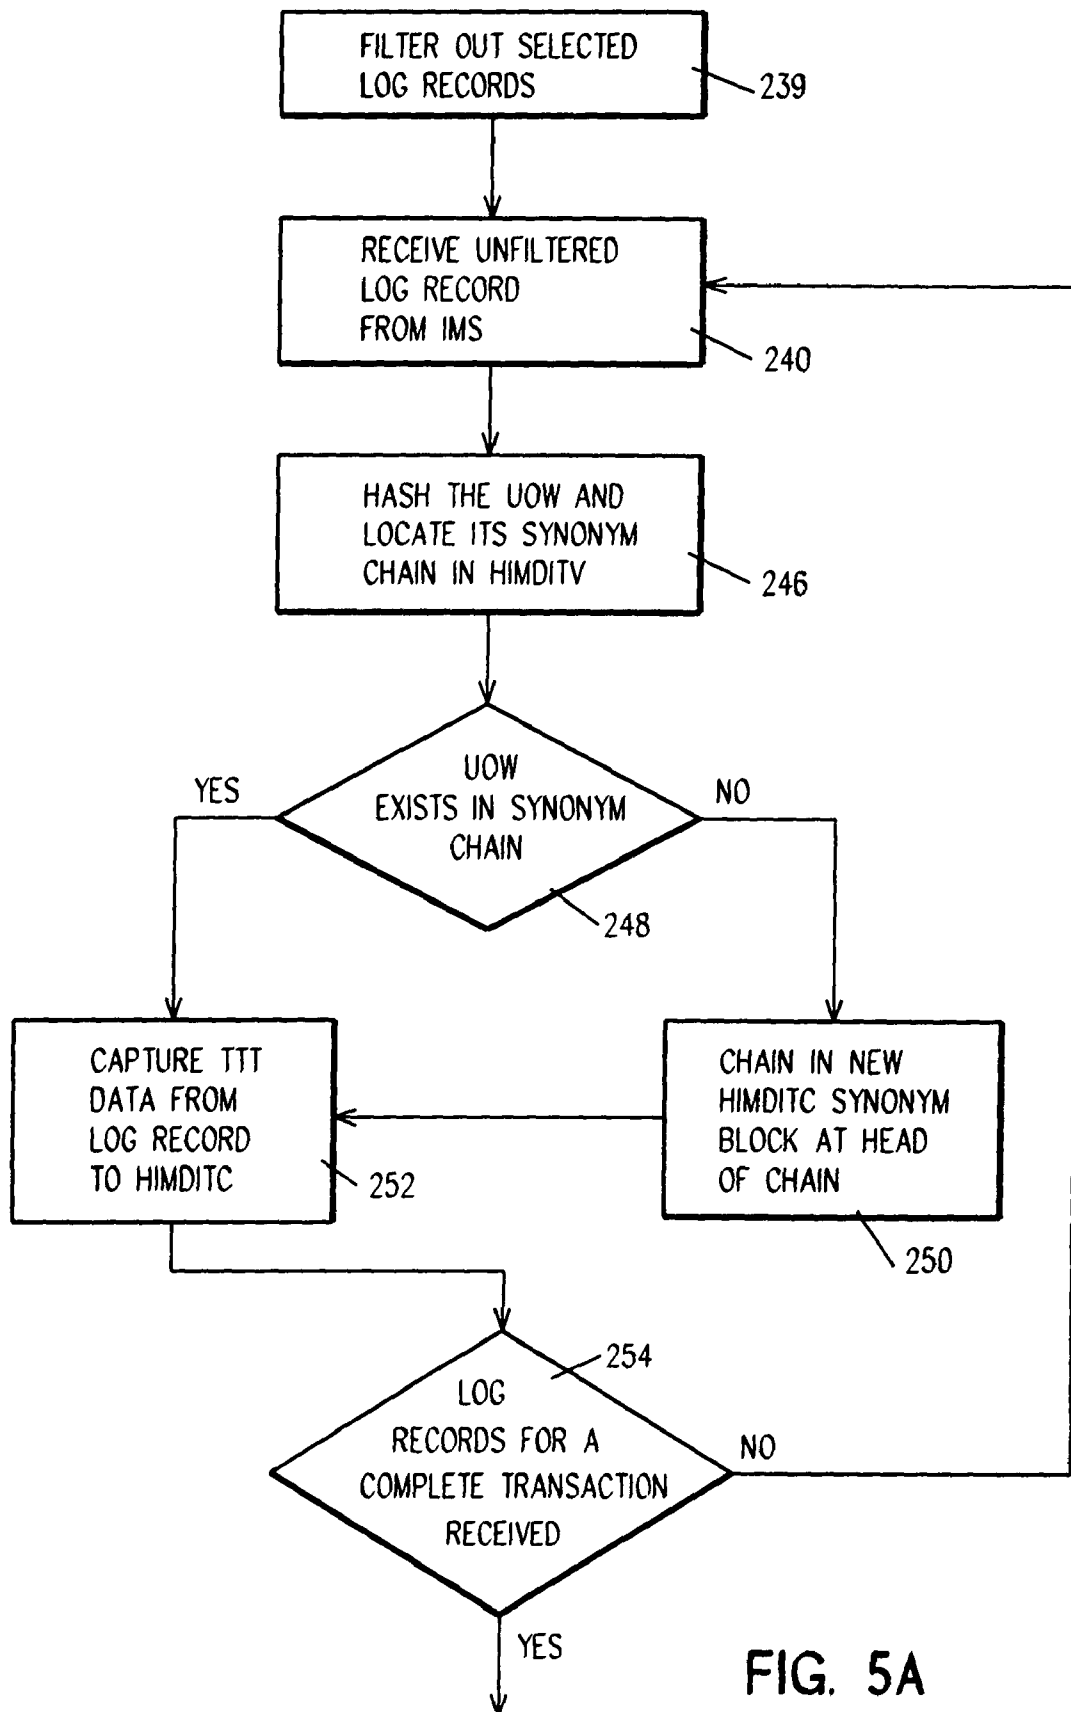 FILTER OUT SELECTED
LOG RECORDS
239
RECEIVE UNFILTERED
LOG RECORD
FROM IMS
240
HASH THE UOW AND
LOCATE ITS SYNONYM
CHAIN IN HIMDITV
246
UOW
EXISTS IN SYNONYM
CHAIN
YES
NO
248
CAPTURE TTT
DATA FROM
LOG RECORD
TO HIMDITC
252
CHAIN IN NEW
HIMDITC SYNONYM
BLOCK AT HEAD
OF CHAIN
250
254
LOG
RECORDS FOR A
COMPLETE TRANSACTION
RECEIVED
NO
YES
FIG. 5A